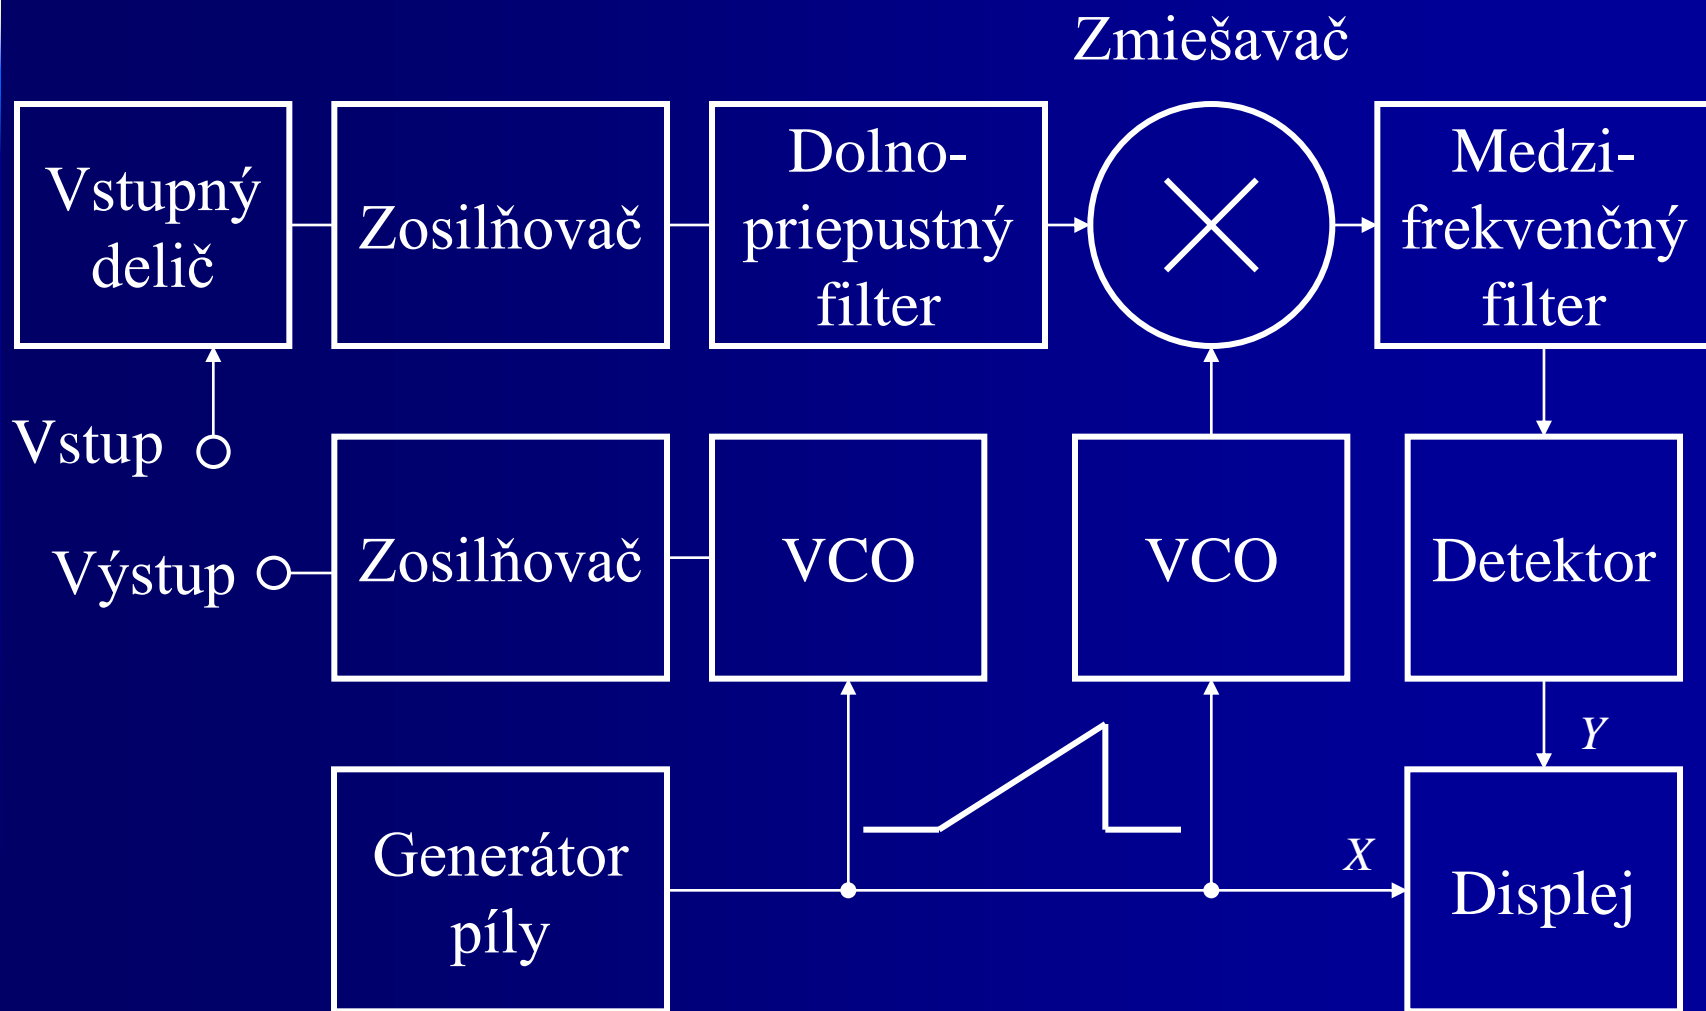 Zmiešavač
Vstupný
delič
Zosilňovač
Dolno-
priepustný
filter
Medzi-
frekvenčný
filter
Vstup
Výstup
Zosilňovač
VCO
VCO
Detektor
Y
Generátor
píly
X
Displej